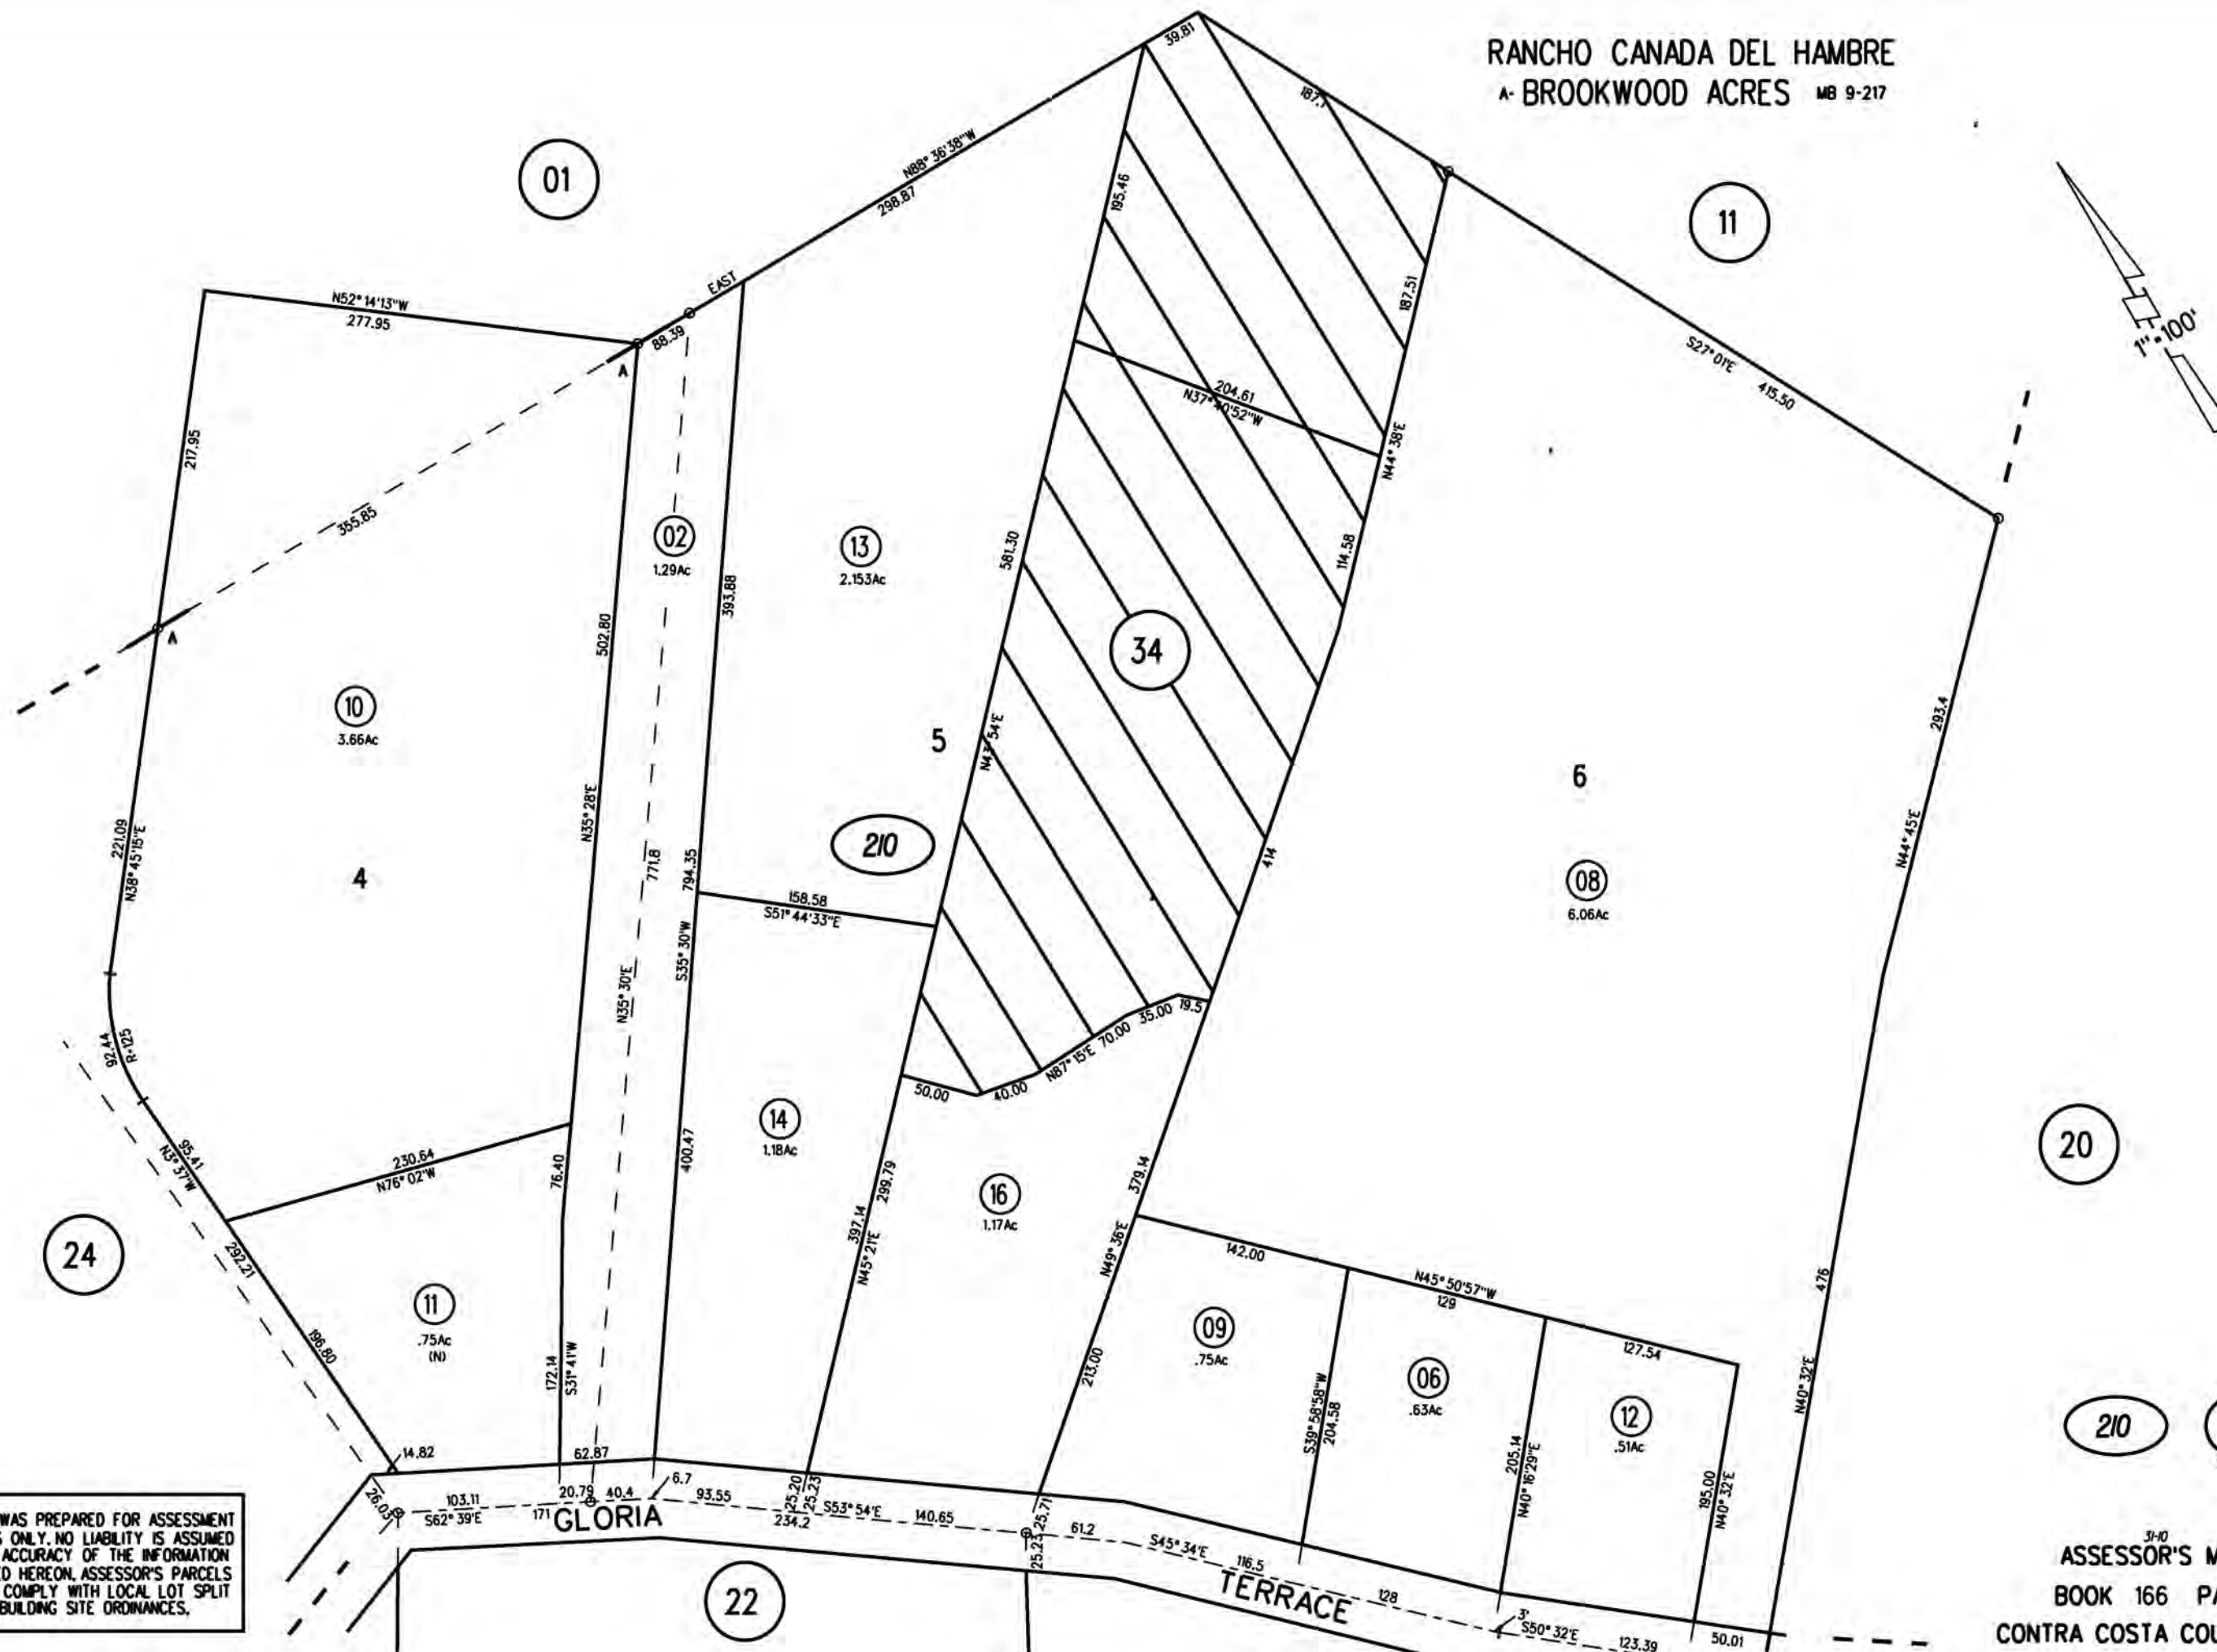 RANCHO CANADA DEL HAMBRE
A- BROOKWOOD ACRES MB 9-217
39.81
187.1
01
N88° 36'38"W
298.87
195.46
11
EAST
N52° 14'13"W
277.95
88.39
A
187.51
1"=100'
S27° 01'E 415.50
204.61
N37° 40'52"W
217.95
355.85
N44° 38'E
02
1.29Ac
13
2.153Ac
581.30
114.58
393.88
502.80
A
34
10
3.66Ac
5
N43° 54'E
293.4
6
N35° 28'E
210
771.8
794.35
414
N44° 45'E
221.09
N38° 45'15"E
4
08
6.06Ac
158.58
S51° 44'33"E
S35° 30'W
N35° 30'E
92.44
R=125
50.00
40.00
N87° 15'E 70.00
35.00
19.5
14
1.18Ac
20
95.41
N3° 37'W
230.64
N76° 02'W
76.40
400.47
299.79
16
1.17Ac
379.14
397.14
N45° 21'E
24
292.21
142.00
N49° 36'E
N45° 50'57"W
129
476
11
.75Ac
(N)
196.80
09
.75Ac
127.54
213.00
172.14
S31° 41'W
06
.63Ac
N40° 32'E
S39° 58'58"W
204.58
12
.51Ac
210
205.14
N40° 16'29"E
195.00
N40° 32'E
14.82
62.87
6.7
26.03
103.11
S62° 39'E
20.79
40.4
171
GLORIA
93.55
234.2
25.20
25.23
S53° 54'E
140.65
25.71
25.23
61.2
S45° 34'E
116.5
TERRACE
128
3'
S50° 32'E
123.39
50.01
22
WAS PREPARED FOR ASSESSMENT
ONLY. NO LIABILITY IS ASSUMED
ACCURACY OF THE INFORMATION
HEREON. ASSESSOR'S PARCELS
COMPLY WITH LOCAL LOT SPLIT
BUILDING SITE ORDINANCES.
31-10
ASSESSOR'S M
BOOK 166 PA
CONTRA COSTA COU